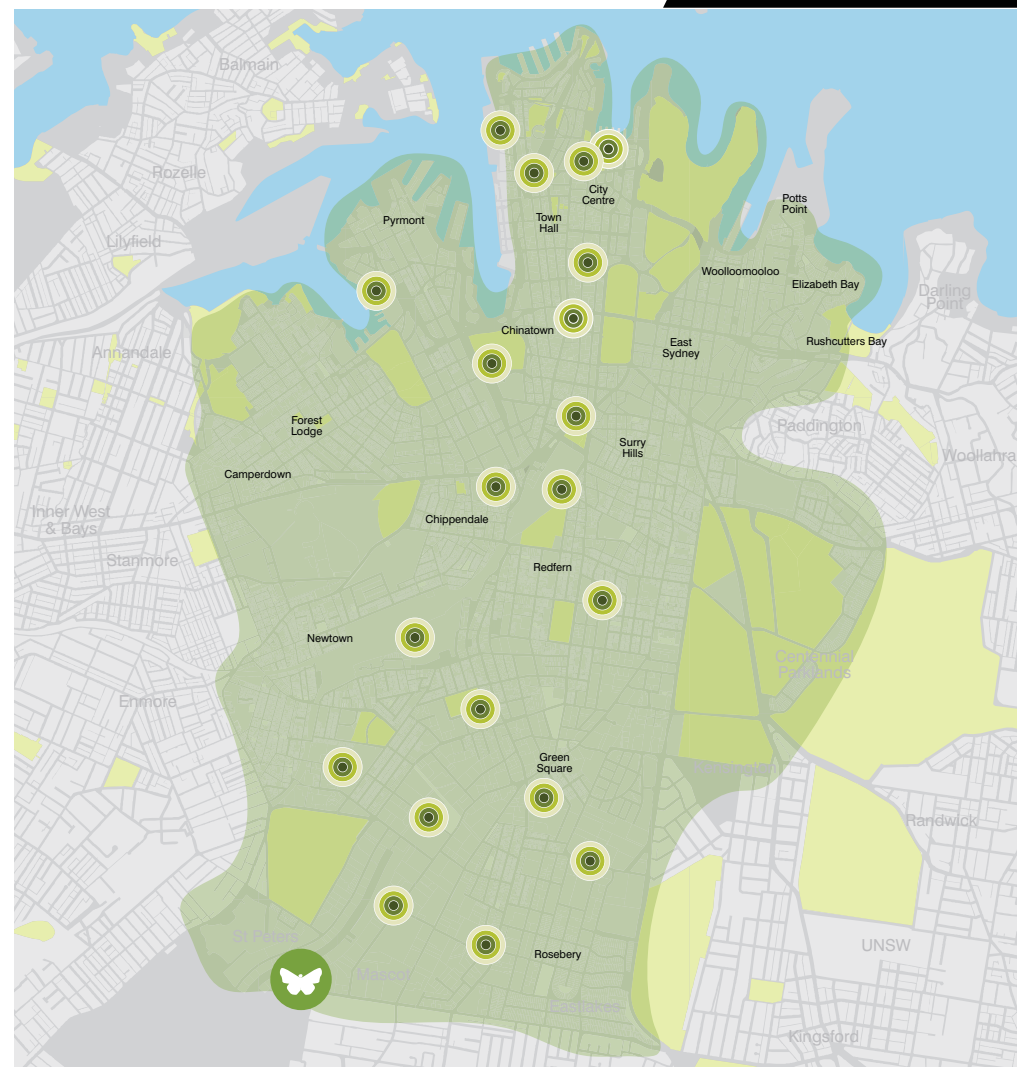 Balmain
Rozelle
Pyrmont
Lilyfield
City
Centre
Town
Hall
Potts
Point
Woolloomooloo
Elizabeth Bay
Darling
Point
Annandale
Chinatown
East
Sydney
Rushcutters Bay
Forest
Lodge
Paddington
Surry
Hills
Woollahra
Camperdown
Inner West
& Bays
Chippendale
Stanmore
Redfern
Newtown
Centennial
Parklands
Enmore
Green
Square
Randwick
St Peters
UNSW
Rosebery
Mascot
Eastlakes
Kingsford